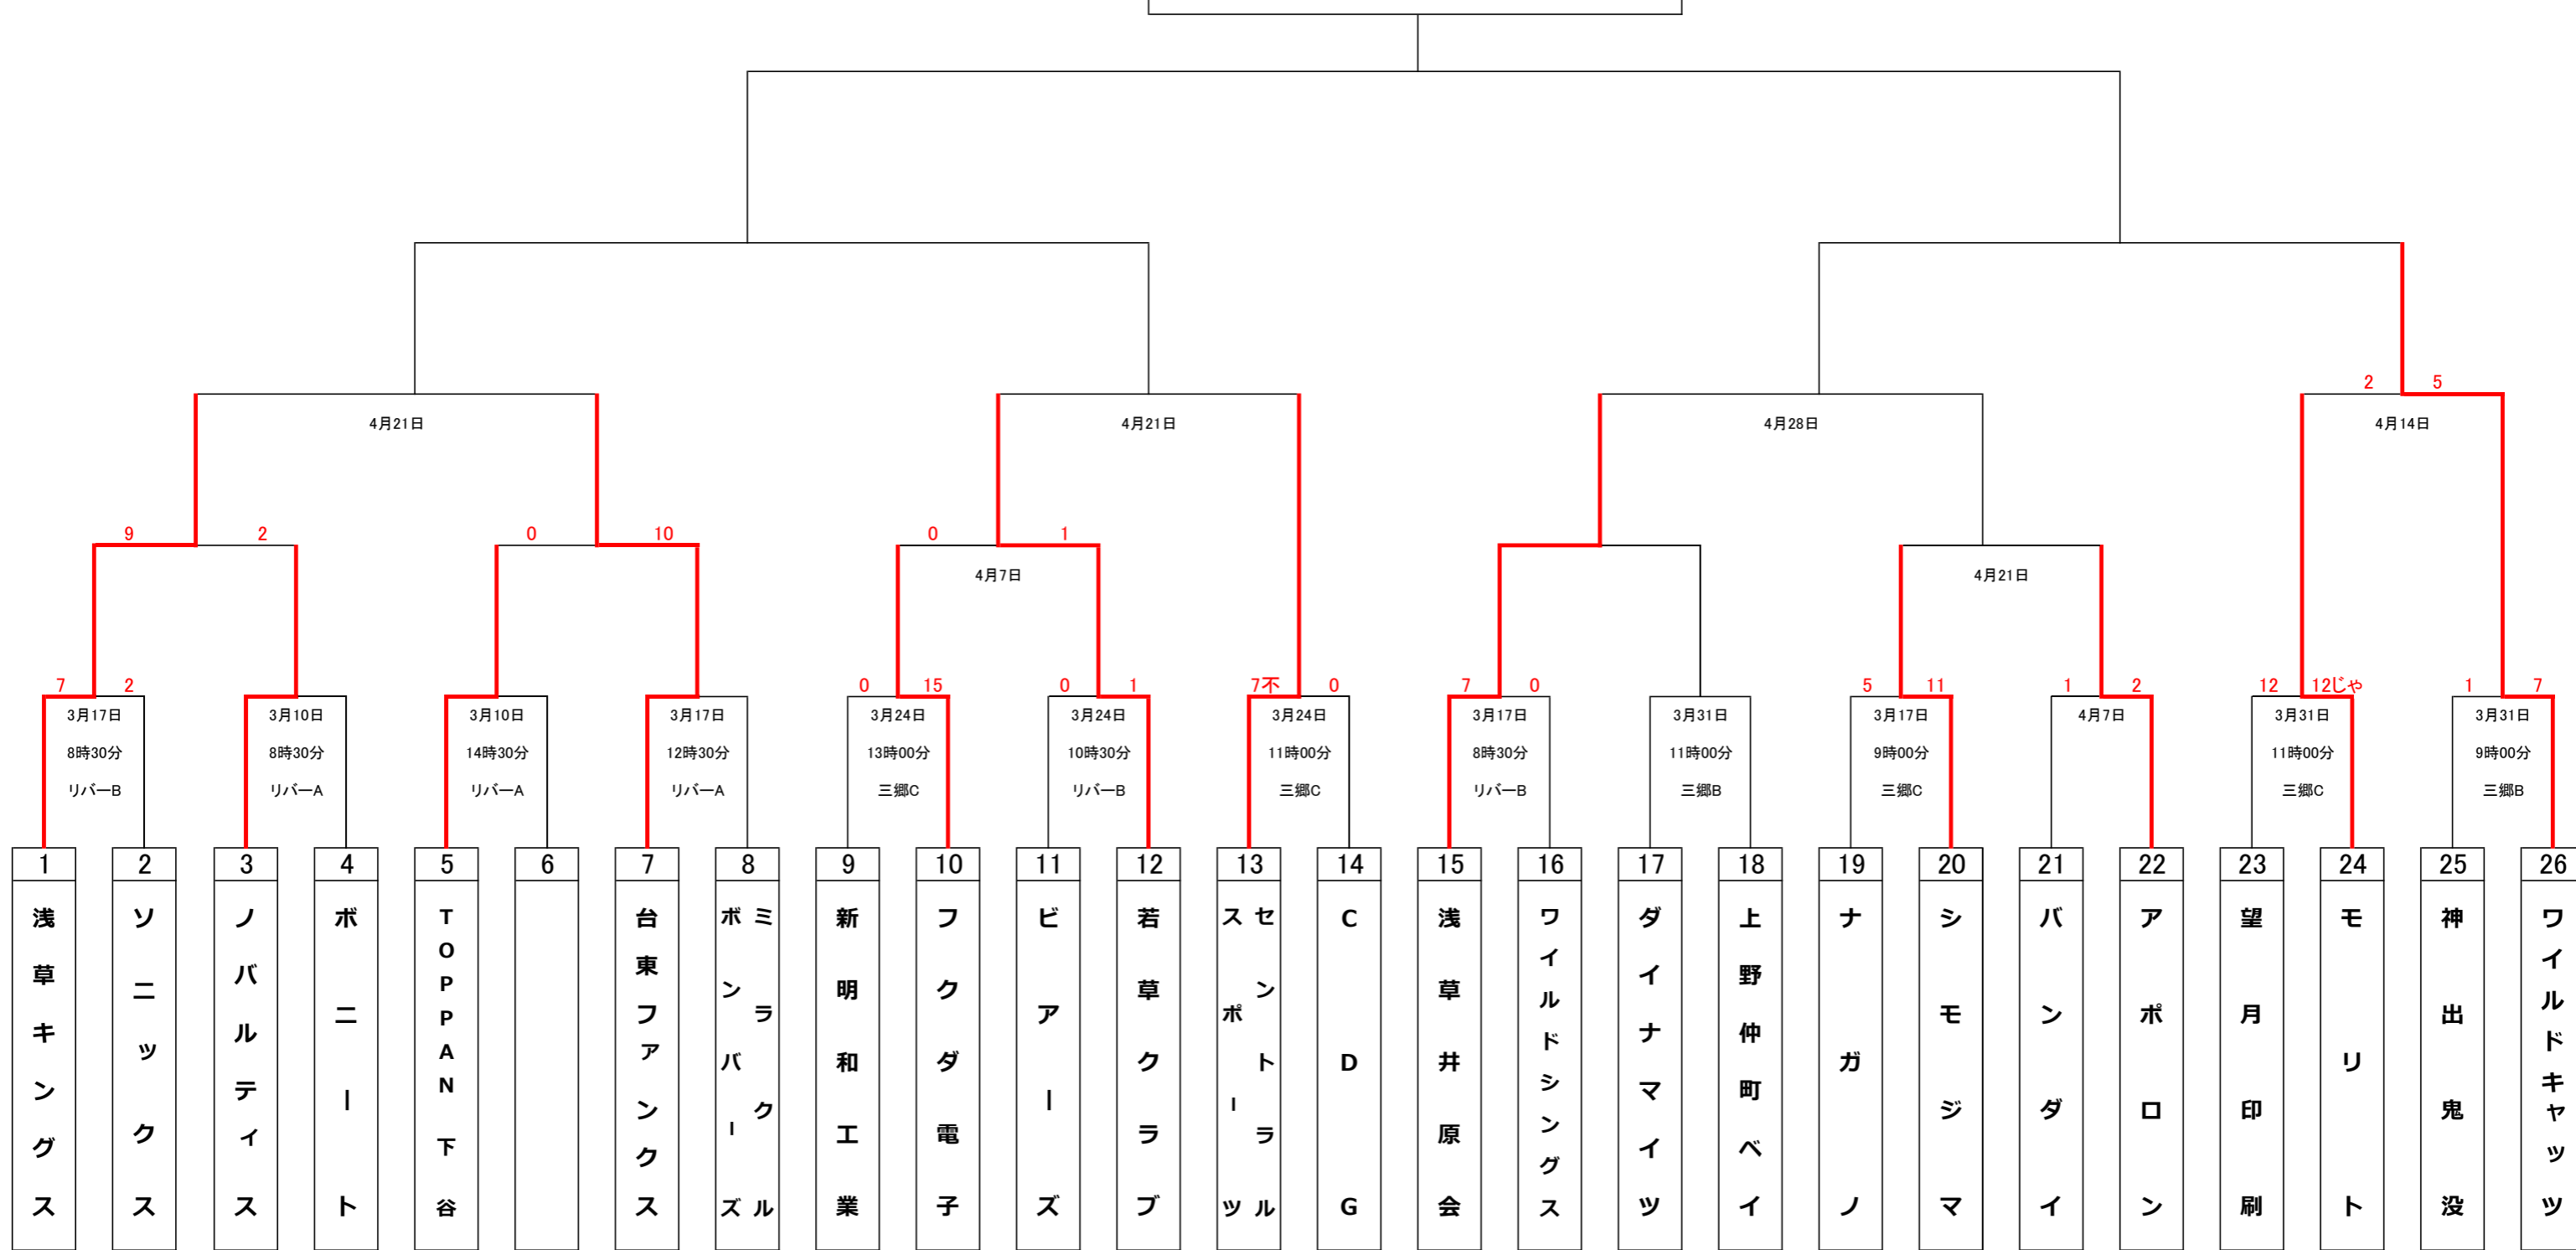 2 5
4月21日 4月21日 4月28日 4月14日
9 2 0 10 0 1
4月7日 4月21日
7 2 0 15 0 1 7不 0 7 0 5 11 1 2 12 12じゃ 1 7
3月17日 3月10日 3月10日 3月17日 3月24日 3月24日 3月24日 3月17日 3月31日 3月17日 4月7日 3月31日 3月31日
8時30分 8時30分 14時30分 12時30分 13時00分 10時30分 11時00分 8時30分 11時00分 9時00分 11時00分 9時00分
リバーB リバーA リバーA リバーA 三郷C リバーB 三郷C リバーB 三郷B 三郷C 三郷C 三郷B
1 2 3 4 5 6 7 8 9 10 11 12 13 14 15 16 17 18 19 20 21 22 23 24 25 26
浅草キングス
ソニックス
ノバルティス
ボニート
TOPPAN下谷
台東ファンクス
ミラクル
ボンバーズ
新明和工業
フクダ電子
ビアーズ
若草クラブ
セントラル
スポーツ
CDG
浅草井原会
ワイルドシングス
ダイナマイツ
上野仲町ベイ
ナガノ
シモジマ
バンダイ
アポロン
望月印刷
モリト
神出鬼没
ワイルドキャッツ